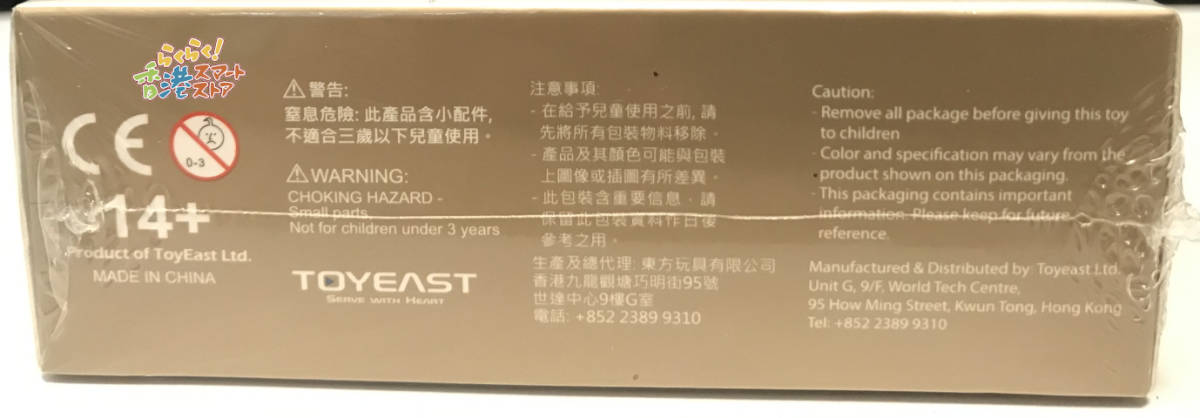 らくらく!
香港スマート
ストア
CE
0-3
14+
Product of ToyEast Ltd.
MADE IN CHINA
警告:
窒息危險: 此產品含小配件,
不適合三歲以下兒童使用。
WARNING:
CHOKING HAZARD -
Small parts.
Not for children under 3 years
TOYEAST
SERVE WITH HEART
注意事項:
- 在給予兒童使用之前, 請
先將所有包裝物料移除。
- 產品及其顏色可能與包裝
上圖像或插圖有所差異。
- 此包裝含重要信息, 請
保留此包裝資料作日後
參考之用。
生產及總代理: 東方玩具有限公司
香港九龍觀塘巧明街95號
世達中心9樓G室
電話: +852 2389 9310
Caution:
- Remove all package before giving this toy
to children
- Color and specification may vary from the
product shown on this packaging.
- This packaging contains important
information. Please keep for future
reference.
Manufactured & Distributed by: Toyeast Ltd.
Unit G, 9/F, World Tech Centre,
95 How Ming Street, Kwun Tong, Hong Kong
Tel: +852 2389 9310